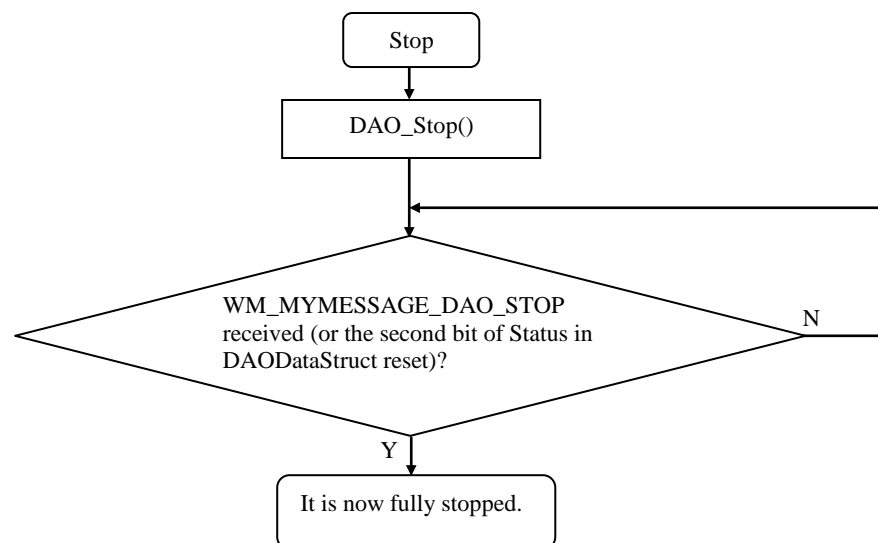 Stop
DAO_Stop()
WM_MYMESSAGE_DAO_STOP
received (or the second bit of Status in
DAODataStruct reset)?
N
Y
It is now fully stopped.